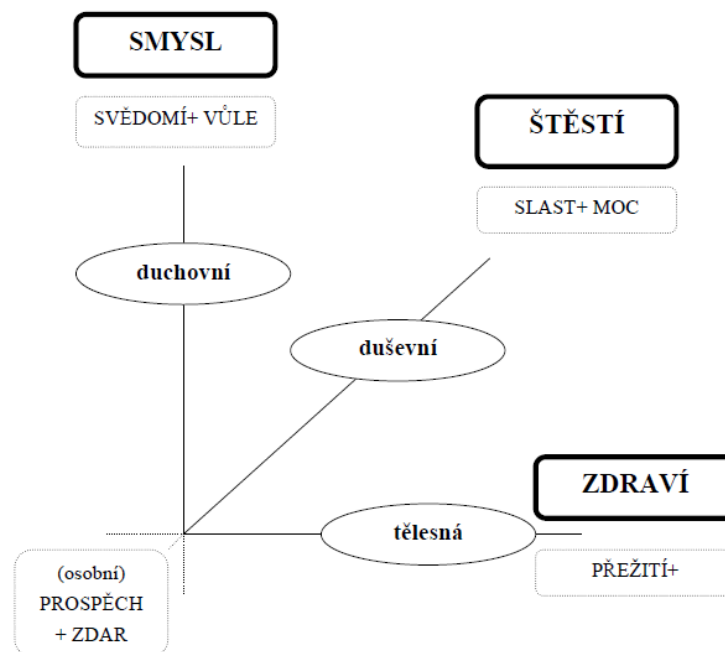 SMYSL
SVĚDOMÍ+ VŮLE
ŠTĚSTÍ
SLAST+ MOC
duchovní
duševní
ZDRAVÍ
tělesná
PŘEŽITÍ+
(osobní)
PROSPĚCH
+ ZDAR